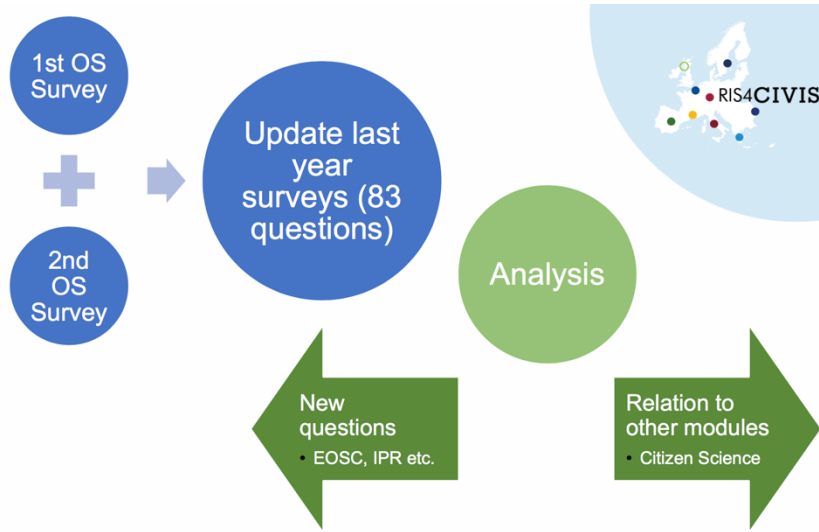 1st OS
Survey
2nd
OS
Survey
Update last
year
surveys (83
questions)
Analysis
RIS4CIVIS
New
questions
• EOSC, IPR etc.
Relation to
other modules
• Citizen Science